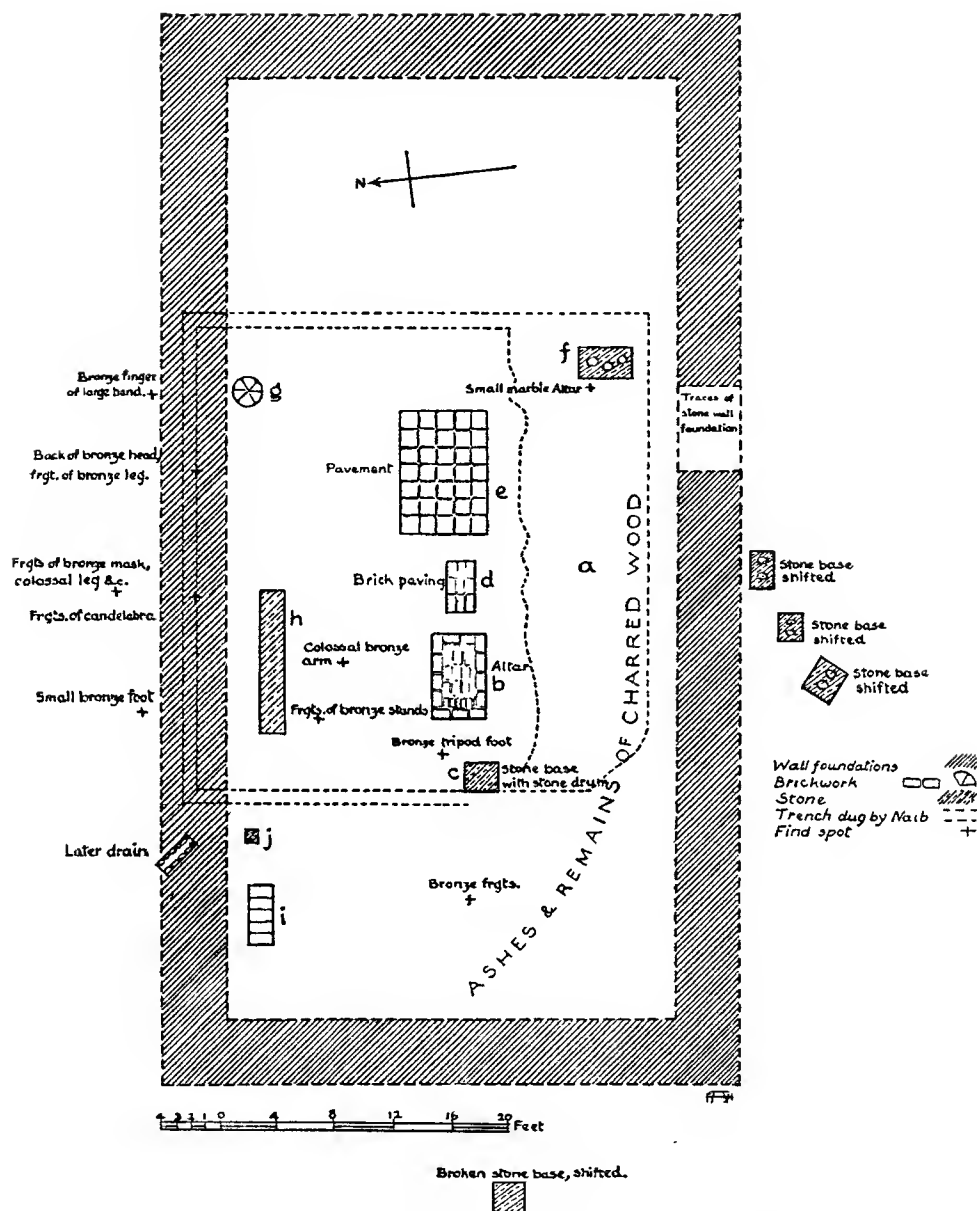 N
f
Small marble Altar +
Bronze finger
of large hand. +
g
Traces of
stone wall
foundation
Back of bronze head,
frgt. of bronze leg.
Pavement
e
Frgts of bronze mask,
colossal leg &c.
+
Frgts. of candelabra
Brick paving
d
a
h
Colossal bronze
arm +
Altar
b
Small bronze foot
+
Frgts. of bronze stands
+
Bronze tripod foot
+
c
Stone base
with stone drum
ASHES & REMAINS OF CHARRED WOOD
Stone base
shifted
Stone base
shifted
Stone base
shifted
Wall foundations
Brickwork
Stone
Trench dug by Naib
Find spot +
Later drain
j
i
Bronze frgts.
+
4 3 2 1 0 4 8 12 16 20
Feet
Broken stone base, shifted.